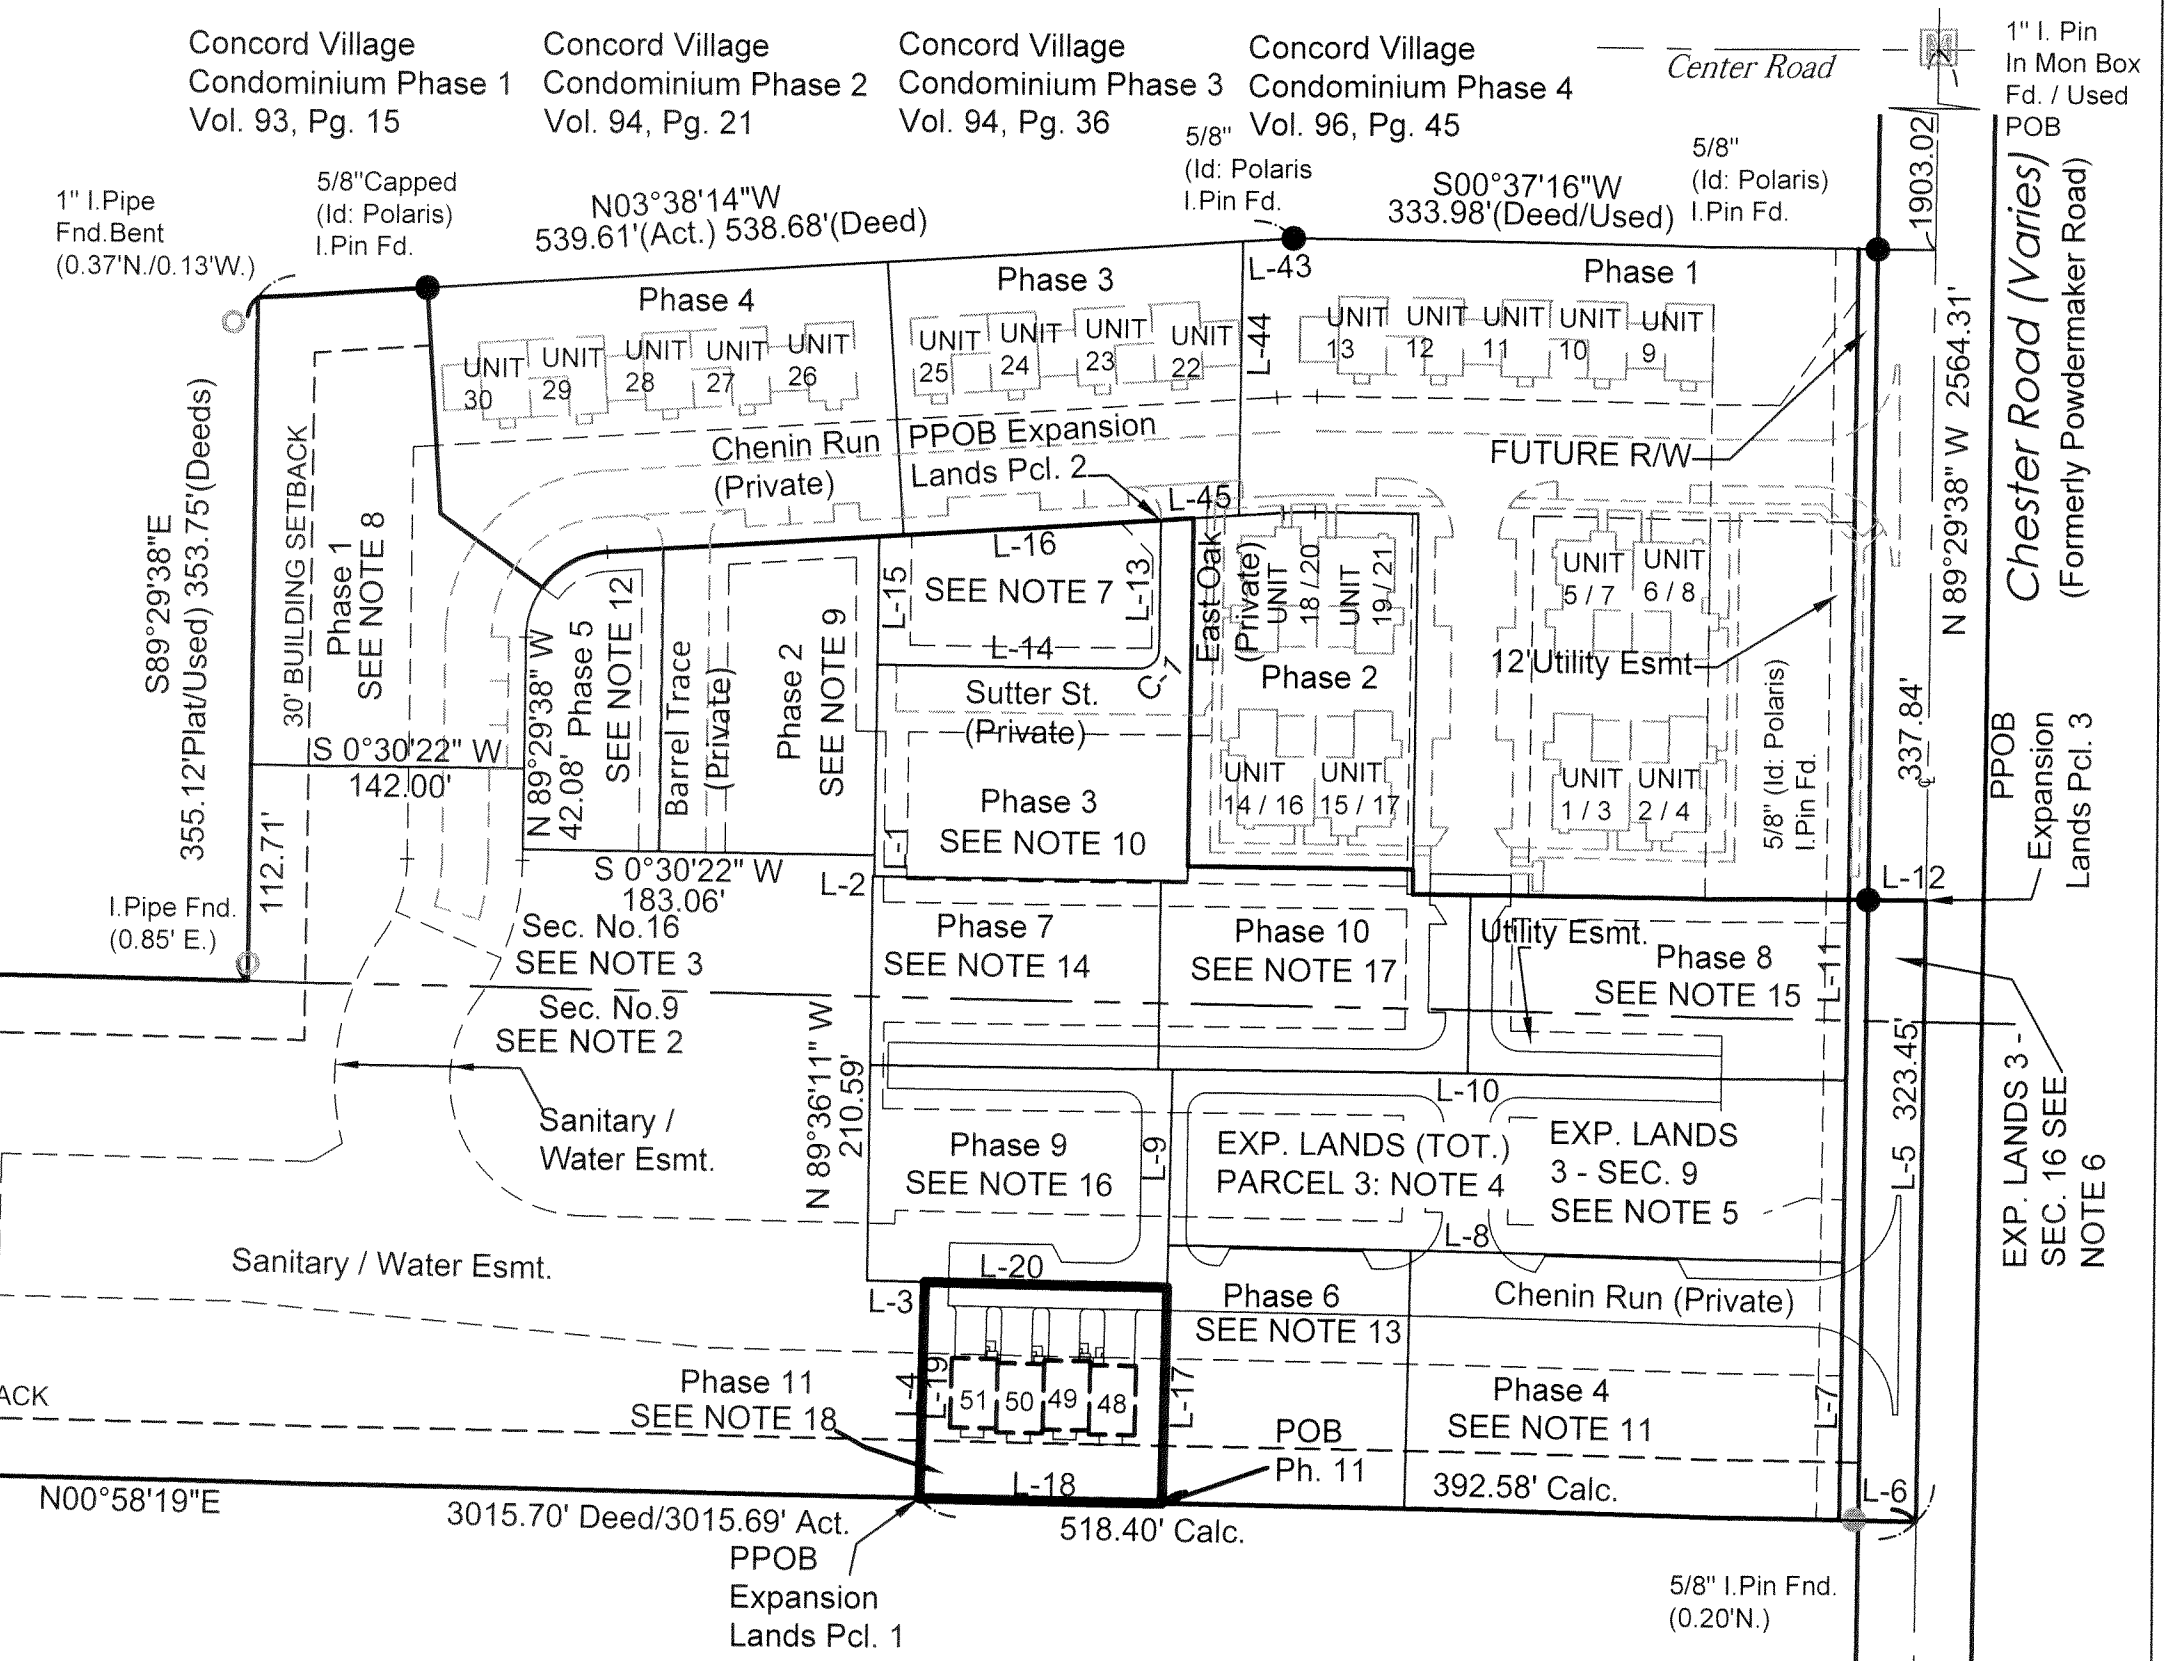 Concord Village
Condominium Phase 1
Vol. 93, Pg. 15
Concord Village
Condominium Phase 2
Vol. 94, Pg. 21
Concord Village
Condominium Phase 3
Vol. 94, Pg. 36
Concord Village
Condominium Phase 4
Vol. 96, Pg. 45
Center Road
1" I. Pin
In Mon Box
Fd. / Used
POB
1" I.Pipe
Fnd.Bent
(0.37'N./0.13'W.)
5/8"Capped
(Id: Polaris)
I.Pin Fd.
N03°38'14"W
539.61'(Act.) 538.68'(Deed)
5/8"
(Id: Polaris
I.Pin Fd.
S00°37'16"W
333.98'(Deed/Used)
5/8"
(Id: Polaris)
I.Pin Fd.
1903.02
Chester Road (Varies)
(Formerly Powdermaker Road)
N 89°29'38" W 2564.31'
Phase 4
UNIT
30
UNIT
29
UNIT
28
UNIT
27
UNIT
26
Phase 3
UNIT
25
UNIT
24
UNIT
23
UNIT
22
L-43
L-44
Phase 1
UNIT
13
UNIT
12
UNIT
11
UNIT
10
UNIT
9
Chenin Run
(Private)
PPOB Expansion
Lands Pcl. 2
L-45
FUTURE R/W
S89°29'38"E
355.12'Plat/Used) 353.75'(Deeds)
30' BUILDING SETBACK
Phase 1
SEE NOTE 8
L-16
SEE NOTE 7
L-15
L-13
L-14
C-7
East Oak
(Private)
UNIT
18 / 20
UNIT
19 / 21
UNIT
5 / 7
UNIT
6 / 8
12'Utility Esmt
N 89°29'38" W
42.08'
Phase 5
SEE NOTE 12
Barrel Trace
(Private)
Phase 2
SEE NOTE 9
Sutter St.
(Private)
Phase 2
UNIT
14 / 16
UNIT
15 / 17
UNIT
1 / 3
UNIT
2 / 4
5/8" (Id: Polaris)
I.Pin Fd.
337.84'
PPOB
Expansion
Lands Pcl. 3
S 0°30'22" W
142.00'
112.71'
Phase 3
SEE NOTE 10
L-1
S 0°30'22" W
183.06'
L-2
L-12
I.Pipe Fnd.
(0.85' E.)
Sec. No.16
SEE NOTE 3
Sec. No.9
SEE NOTE 2
Phase 7
SEE NOTE 14
Phase 10
SEE NOTE 17
Utility Esmt.
Phase 8
SEE NOTE 15
L-11
N 89°36'11" W
210.59'
L-10
323.45'
L-5
EXP. LANDS 3 -
SEC. 16 SEE
NOTE 6
Sanitary /
Water Esmt.
Phase 9
SEE NOTE 16
L-9
EXP. LANDS (TOT.)
PARCEL 3: NOTE 4
EXP. LANDS
3 - SEC. 9
SEE NOTE 5
L-8
Sanitary / Water Esmt.
L-20
L-3
Phase 6
SEE NOTE 13
Chenin Run (Private)
ACK
Phase 11
SEE NOTE 18
L-4
L-19
51
50
49
48
L-17
Phase 4
SEE NOTE 11
L-7
POB
Ph. 11
L-18
392.58' Calc.
L-6
N00°58'19"E
3015.70' Deed/3015.69' Act.
518.40' Calc.
PPOB
Expansion
Lands Pcl. 1
5/8" I.Pin Fnd.
(0.20'N.)